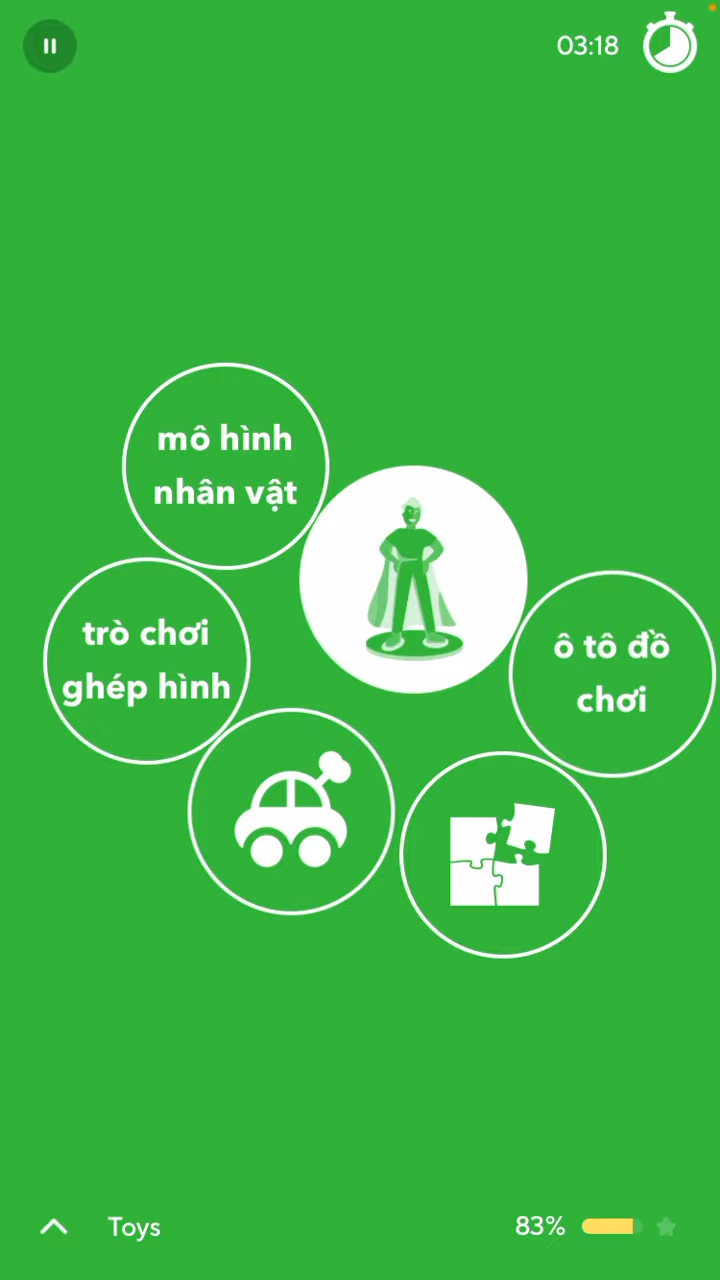 03:18
mô hình
nhân vật
trò chơi
ghép hình
ô tô đồ
chơi
Toys
83%